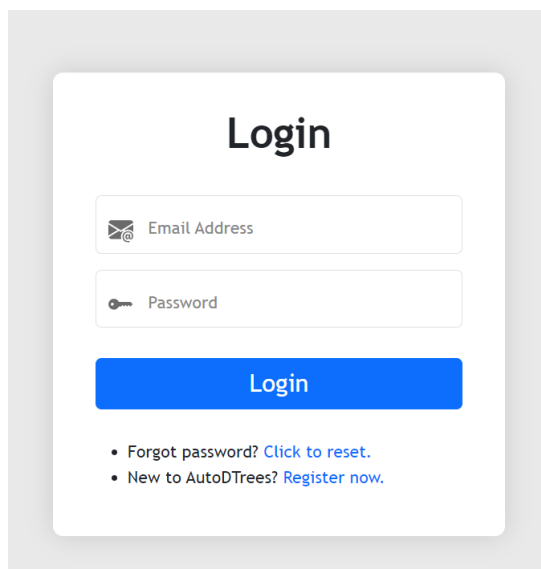 Login
Email Address
Password
Login
Forgot password? Click to reset.
New to AutoDTrees? Register now.